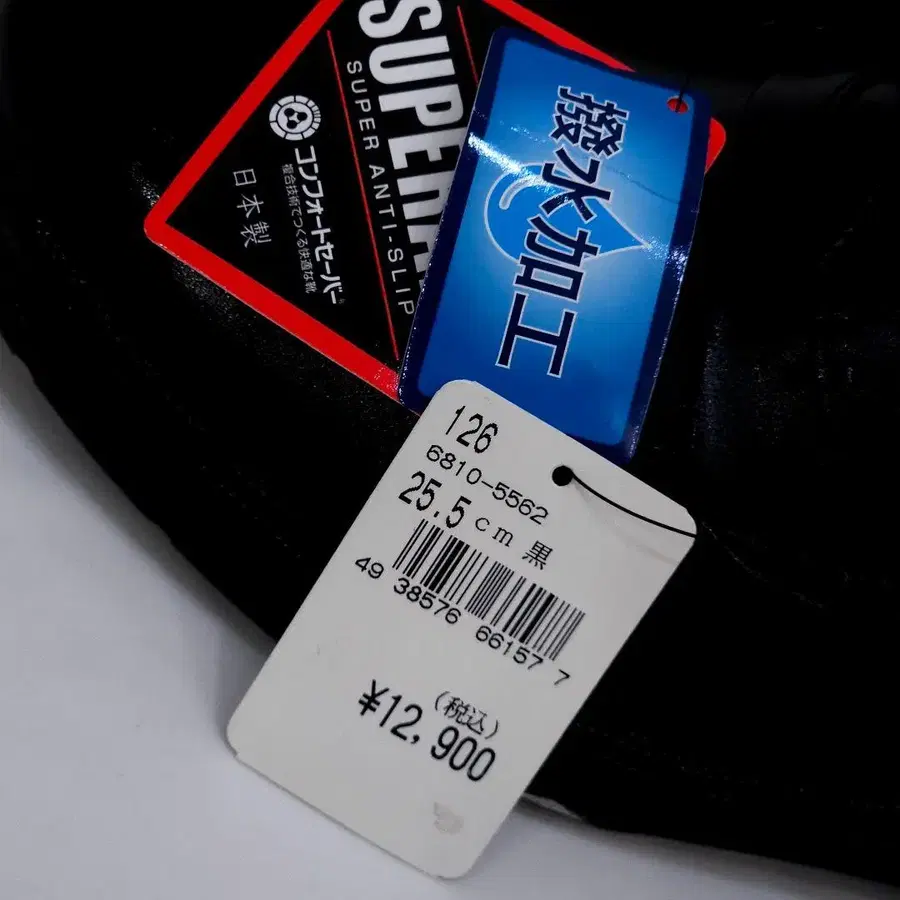 SUPER ANTI-SLIP
コンフォートセーバー®
複合技術でつくる快適な靴
日本製
撥水加工
126
6810-5562
25.5cm 黒
49 38576 66157 7
(税込)
¥12,900